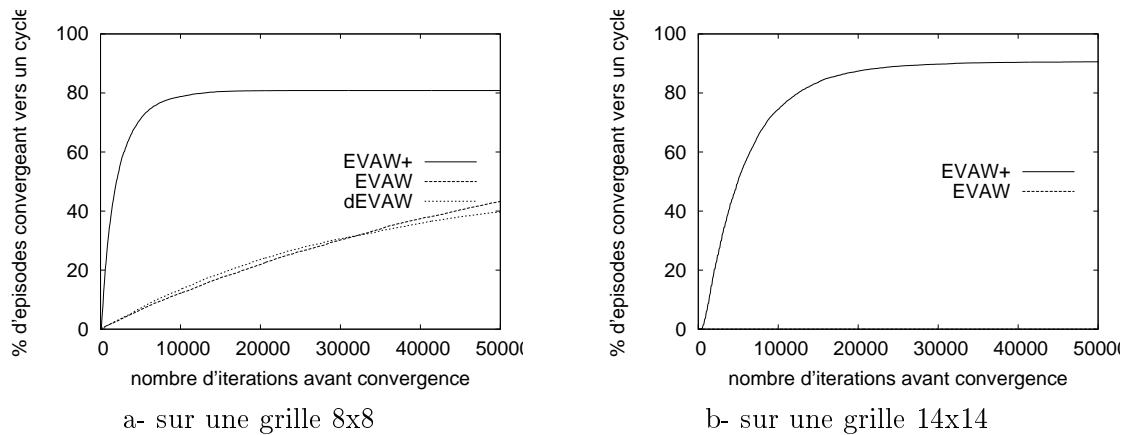 % d'episodes convergeant vers un cycle
100
80
60
40
20
0
EVAW+
EVAW
dEVAW
0 10000 20000 30000 40000 50000
nombre d'iterations avant convergence
a- sur une grille 8x8
% d'episodes convergeant vers un cycle
100
80
60
40
20
0
EVAW+
EVAW
0 10000 20000 30000 40000 50000
nombre d'iterations avant convergence
b- sur une grille 14x14